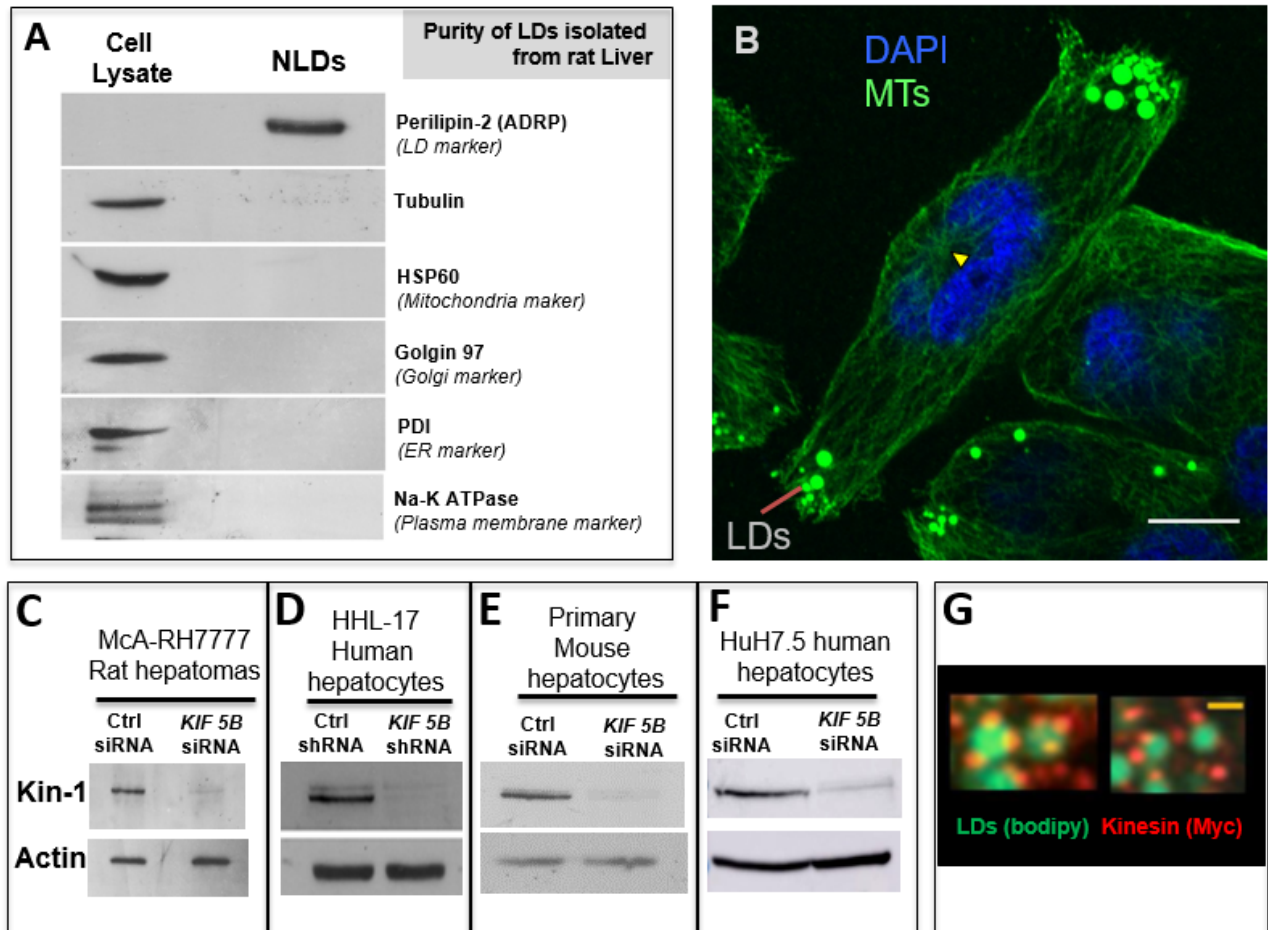 A
Cell
Lysate
NLDs
Purity of LDs isolated
from rat Liver
Perilipin-2 (ADRP)
(LD marker)
Tubulin
HSP60
(Mitochondria maker)
Golgin 97
(Golgi marker)
PDI
(ER marker)
Na-K ATPase
(Plasma membrane marker)
B
DAPI
MTs
LDs
C
McA-RH7777
Rat hepatomas
Ctrl
siRNA
KIF 5B
siRNA
Kin-1
Actin
D
HHL-17
Human
hepatocytes
Ctrl
shRNA
KIF 5B
shRNA
E
Primary
Mouse
hepatocytes
Ctrl
siRNA
KIF 5B
siRNA
F
HuH7.5 human
hepatocytes
Ctrl
siRNA
KIF 5B
siRNA
G
LDs (bodipy) Kinesin (Myc)